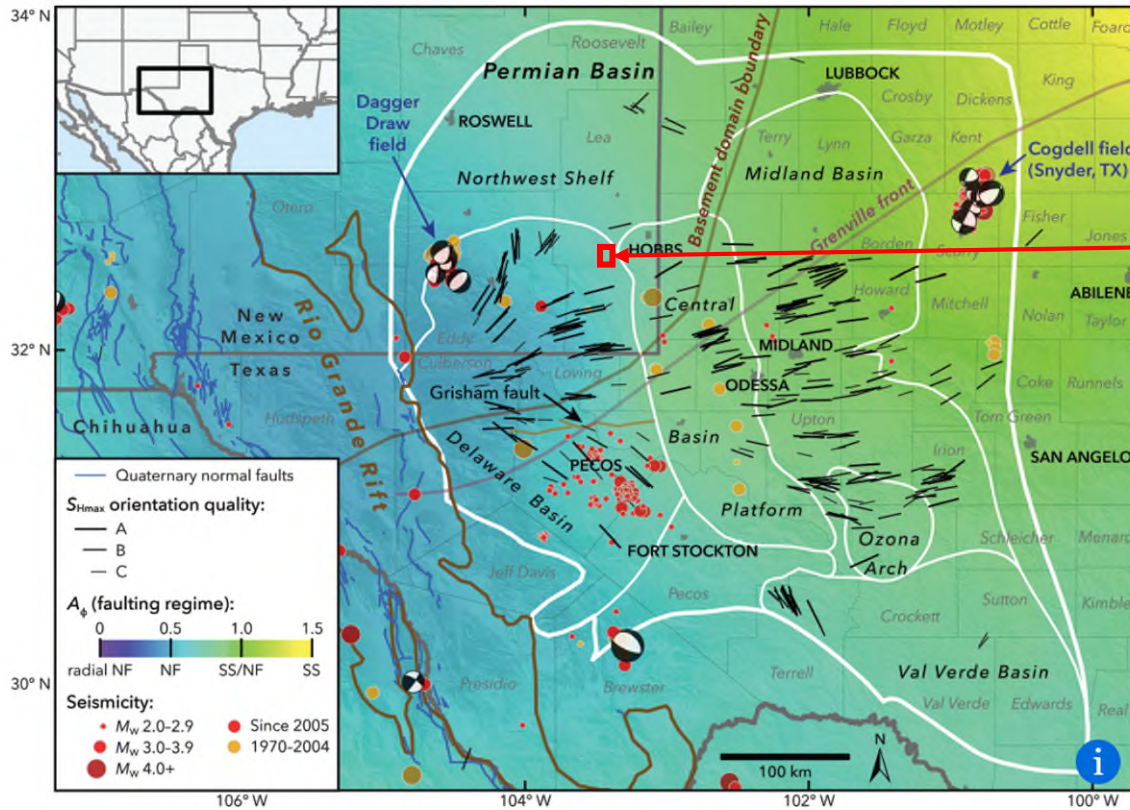 34° N
32° N
30° N
106° W
104° W
102° W
100° W
Chaves
Roosevelt
Bailey
Hale
Floyd
Motley
Cottle
Foard
Permian Basin
LUBBOCK
King
Dagger
Draw
field
ROSWELL
Lea
Crosby
Dickens
Terry
Lynn
Garza
Kent
Cogdell field
(Snyder, TX)
Northwest Shelf
Midland Basin
Basement domain boundary
Grenville front
Otero
Fisher
HOBBS
Borden
Scurry
Jones
ABILENE
Central
Howard
Mitchell
Nolan
Taylor
New
Mexico
Texas
Rio Grande Rift
Eddy
Culberson
Loving
MIDLAND
ODESSA
Coke
Runnels
Grisham fault
Hudspeth
Chihuahua
Upton
Tom Green
Basin
Irion
SAN ANGELO
Delaware Basin
PECOS
Platform
FORT STOCKTON
Ozona
Arch
Schleicher
Menard
Jeff Davis
Pecos
Crockett
Sutton
Kimble
Presidio
Brewster
Terrell
Val Verde Basin
Val Verde
Edwards
Real
Quaternary normal faults
SHmax orientation quality:
A
B
C
Aϕ (faulting regime):
0
0.5
1.0
1.5
radial NF
NF
SS/NF
SS
Seismicity:
Mw 2.0-2.9
Since 2005
Mw 3.0-3.9
1970-2004
Mw 4.0+
N
100 km
i